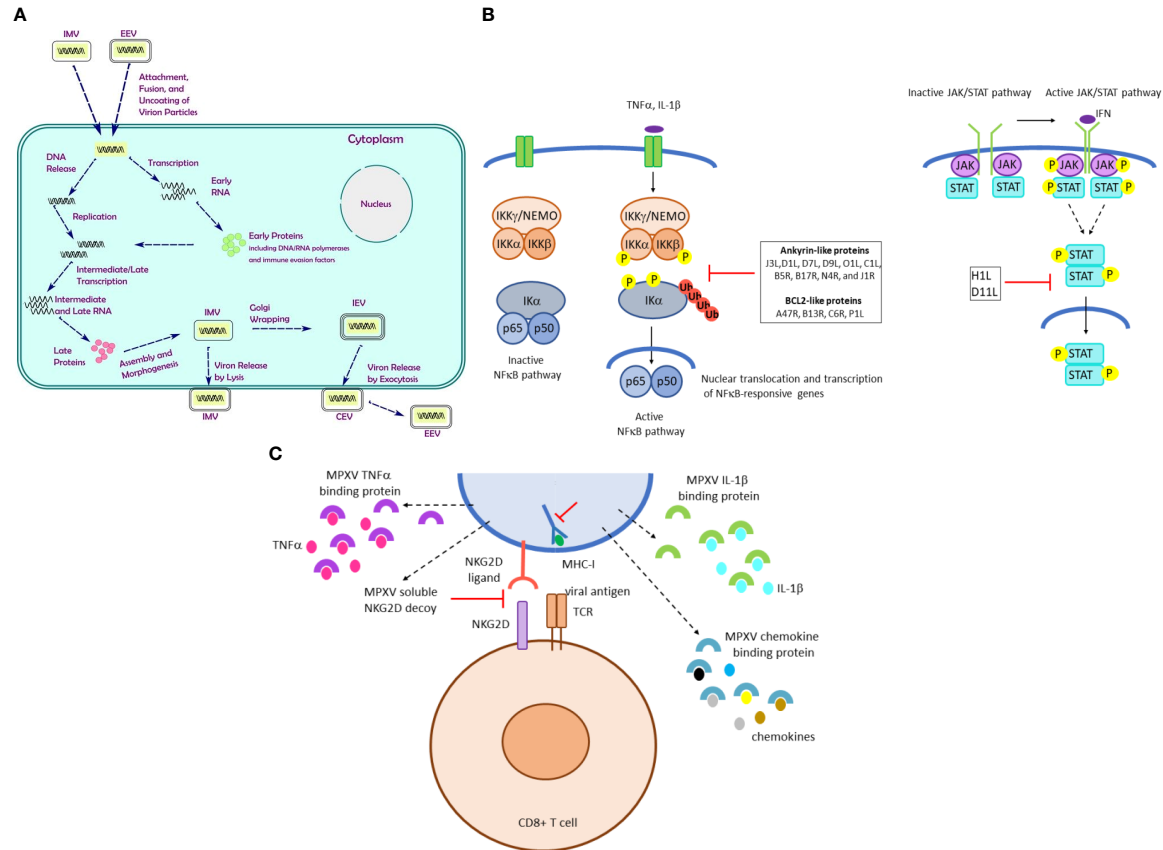 A
IMV
EEV
Attachment,
Fusion, and
Uncoating of
Virion Particles
Cytoplasm
DNA
Release
Transcription
Early
RNA
Nucleus
Replication
Early Proteins
including DNA/RNA polymerses
and immune evasion factors
Intermediate/Late
Transcription
Intermediate
and Late RNA
Late
Proteins
Assembly and
Morphogenesis
IMV
Golgi
Wrapping
IEV
Viron Release
by Lysis
Viron Release
by Exocytosis
IMV
CEV
EEV
B
TNFα, IL-1β
IKKγ/NEMO
IKKα IKKβ
IKKγ/NEMO
IKKα IKKβ
P
P
P
P
IKα
p65 p50
IKα
Ub
Ub
Ub
Ub
Inactive
NFκB pathway
p65 p50
Active
NFκB pathway
Nuclear translocation and transcription
of NFκB-responsive genes
Ankyrin-like proteins
J3L,D1L, D7L, D9L, O1L, C1L,
B5R, B17R, N4R, and J1R
BCL2-like proteins
A47R, B13R, C6R, P1L
Inactive JAK/STAT pathway
Active JAK/STAT pathway
IFN
JAK JAK
STAT STAT
P JAK JAK P
P STAT STAT P
P STAT
STAT P
H1L
D11L
P STAT
STAT P
C
MPXV TNFα
binding protein
TNFα
MPXV soluble
NKG2D decoy
NKG2D
ligand
NKG2D
MHC-I
viral antigen
TCR
MPXV IL-1β
binding protein
IL-1β
MPXV chemokine
binding protein
chemokines
CD8+ T cell